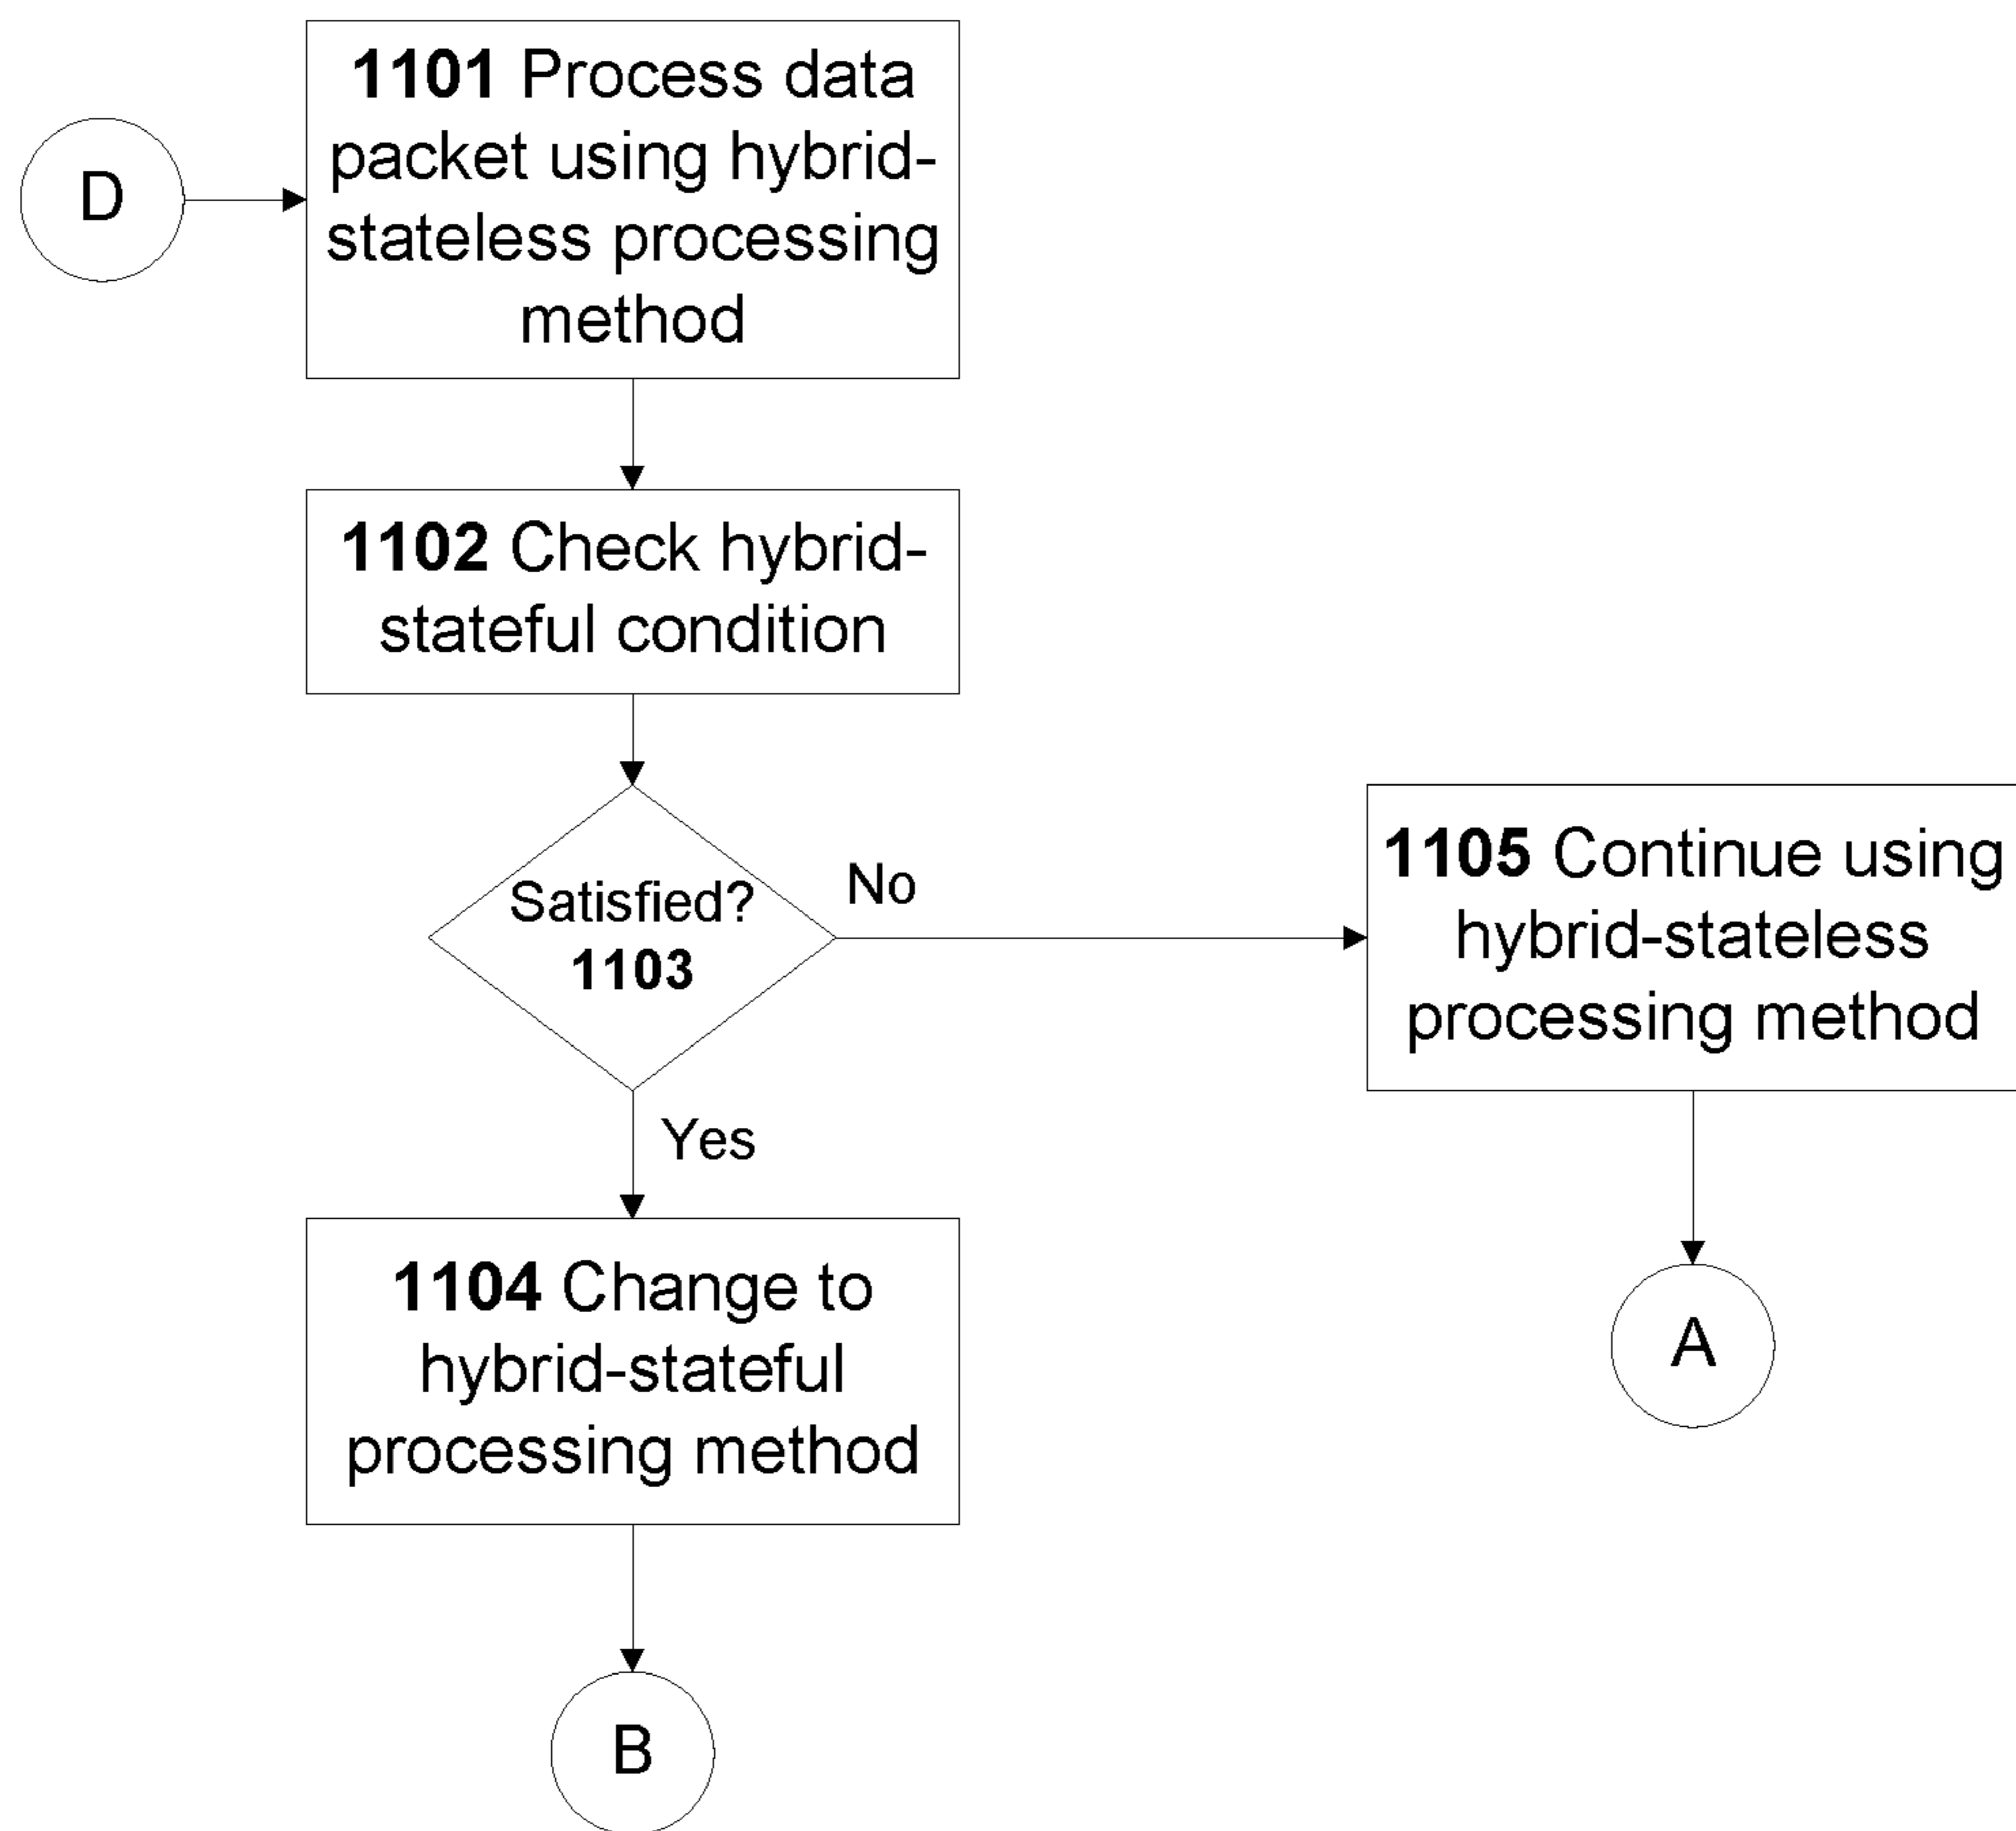 1101 Process data
packet using hybrid-
stateless processing
method
D
1102 Check hybrid-
stateful condition
Satisfied?
1103
No
1105 Continue using
hybrid-stateless
processing method
Yes
1104 Change to
hybrid-stateful
processing method
A
B